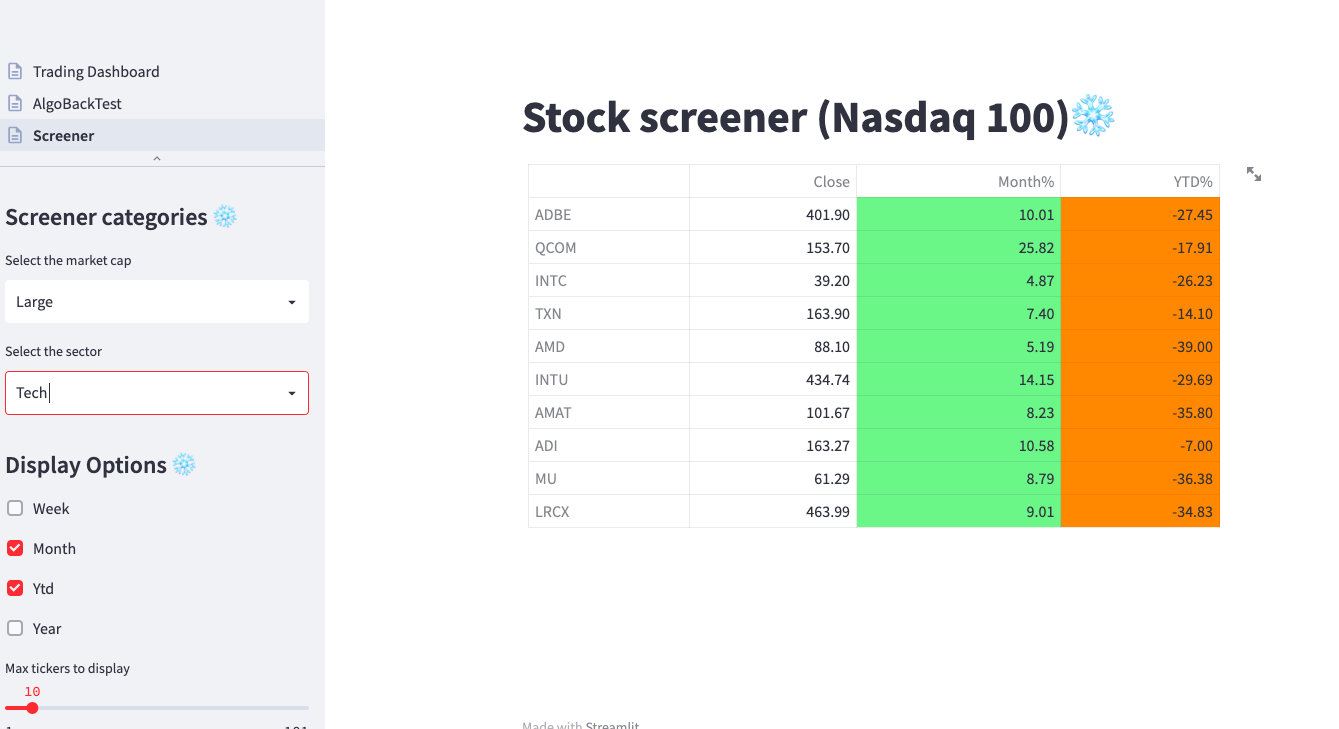 Trading Dashboard
AlgoBackTest
Screener
Screener categories
Select the market cap
Large
Select the sector
Tech
Display Options
Week
Month
Ytd
Year
Max tickers to display
10
Stock screener (Nasdaq 100)
Close Month% YTD%
ADBE 401.90 10.01 -27.45
QCOM 153.70 25.82 -17.91
INTC 39.20 4.87 -26.23
TXN 163.90 7.40 -14.10
AMD 88.10 5.19 -39.00
INTU 434.74 14.15 -29.69
AMAT 101.67 8.23 -35.80
ADI 163.27 10.58 -7.00
MU 61.29 8.79 -36.38
LRCX 463.99 9.01 -34.83
Made with Streamlit